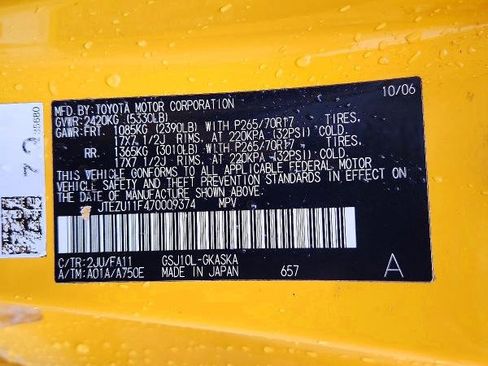 MFD. BY: TOYOTA MOTOR CORPORATION 10/06
GVWR: 2420KG (5330LB)
GAWR: FRT. 1085KG (2390LB) WITH P265/70R17 TIRES
17X7 1/2J RIMS, AT 220KPA (32PSI) COLD.
RR. 1365KG (3010LB) WITH P265/70R17 TIRES,
17X7 1/2J RIMS, AT 220KPA (32PSI) COLD.
THIS VEHICLE CONFORMS TO ALL APPLICABLE FEDERAL MOTOR
VEHICLE SAFETY AND THEFT PREVENTION STANDARDS IN EFFECT ON
THE DATE OF MANUFACTURE SHOWN ABOVE.
JTEZU11F470009374 MPV
C/TR: 2JU/FA11 GSJ10L-GKASKA
A/TM: A01A/A750E MADE IN JAPAN 657 A